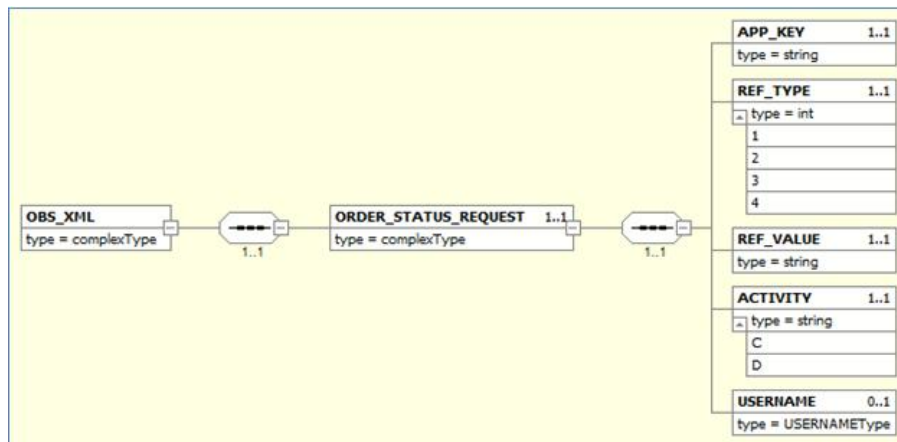 OBS_XML
type = complexType
1..1
ORDER_STATUS_REQUEST 1..1
type = complexType
1..1
APP_KEY 1..1
type = string
REF_TYPE 1..1
type = int
1
2
3
4
REF_VALUE 1..1
type = string
ACTIVITY 1..1
type = string
C
D
USERNAME 0..1
type = USERNAMEType